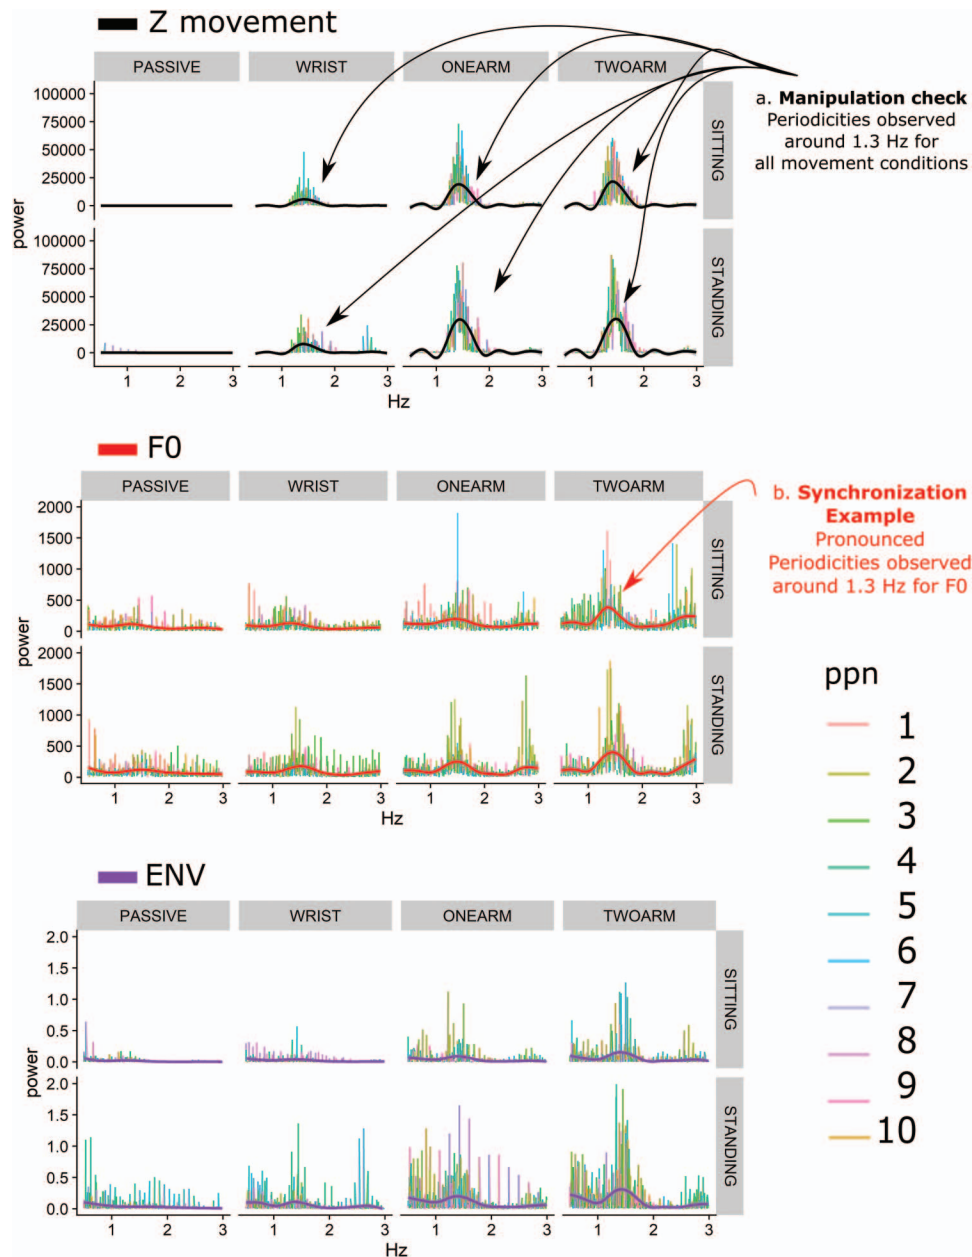 Z movement
PASSIVE WRIST ONEARM TWOARM
100000
75000
50000
25000
0
SITTING
100000
75000
50000
25000
0
STANDING
power
1 2 3 1 2 3 1 2 3 1 2 3
Hz
a. Manipulation check
Periodicities observed
around 1.3 Hz for
all movement conditions
F0
PASSIVE WRIST ONEARM TWOARM
2000
1500
1000
500
0
SITTING
2000
1500
1000
500
0
STANDING
power
1 2 3 1 2 3 1 2 3 1 2 3
Hz
b. Synchronization
Example
Pronounced
Periodicities observed
around 1.3 Hz for F0
ENV
PASSIVE WRIST ONEARM TWOARM
2.0
1.5
1.0
0.5
0.0
SITTING
2.0
1.5
1.0
0.5
0.0
STANDING
power
1 2 3 1 2 3 1 2 3 1 2 3
Hz
ppn
1
2
3
4
5
6
7
8
9
10